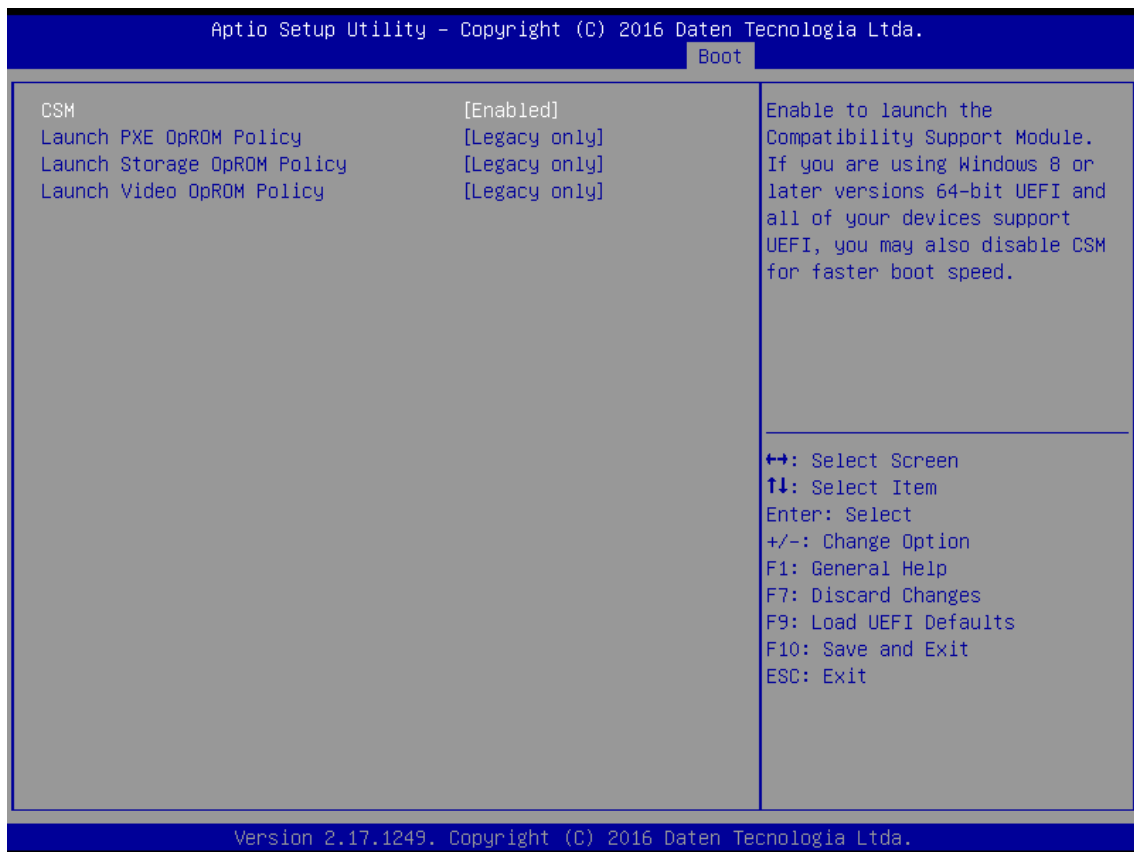 Aptio Setup Utility – Copyright (C) 2016 Daten Tecnologia Ltda.
Boot
CSM [Enabled]
Launch PXE OpROM Policy [Legacy only]
Launch Storage OpROM Policy [Legacy only]
Launch Video OpROM Policy [Legacy only]
Enable to launch the
Compatibility Support Module.
If you are using Windows 8 or
later versions 64-bit UEFI and
all of your devices support
UEFI, you may also disable CSM
for faster boot speed.
↔: Select Screen
↑↓: Select Item
Enter: Select
+/-: Change Option
F1: General Help
F7: Discard Changes
F9: Load UEFI Defaults
F10: Save and Exit
ESC: Exit
Version 2.17.1249. Copyright (C) 2016 Daten Tecnologia Ltda.